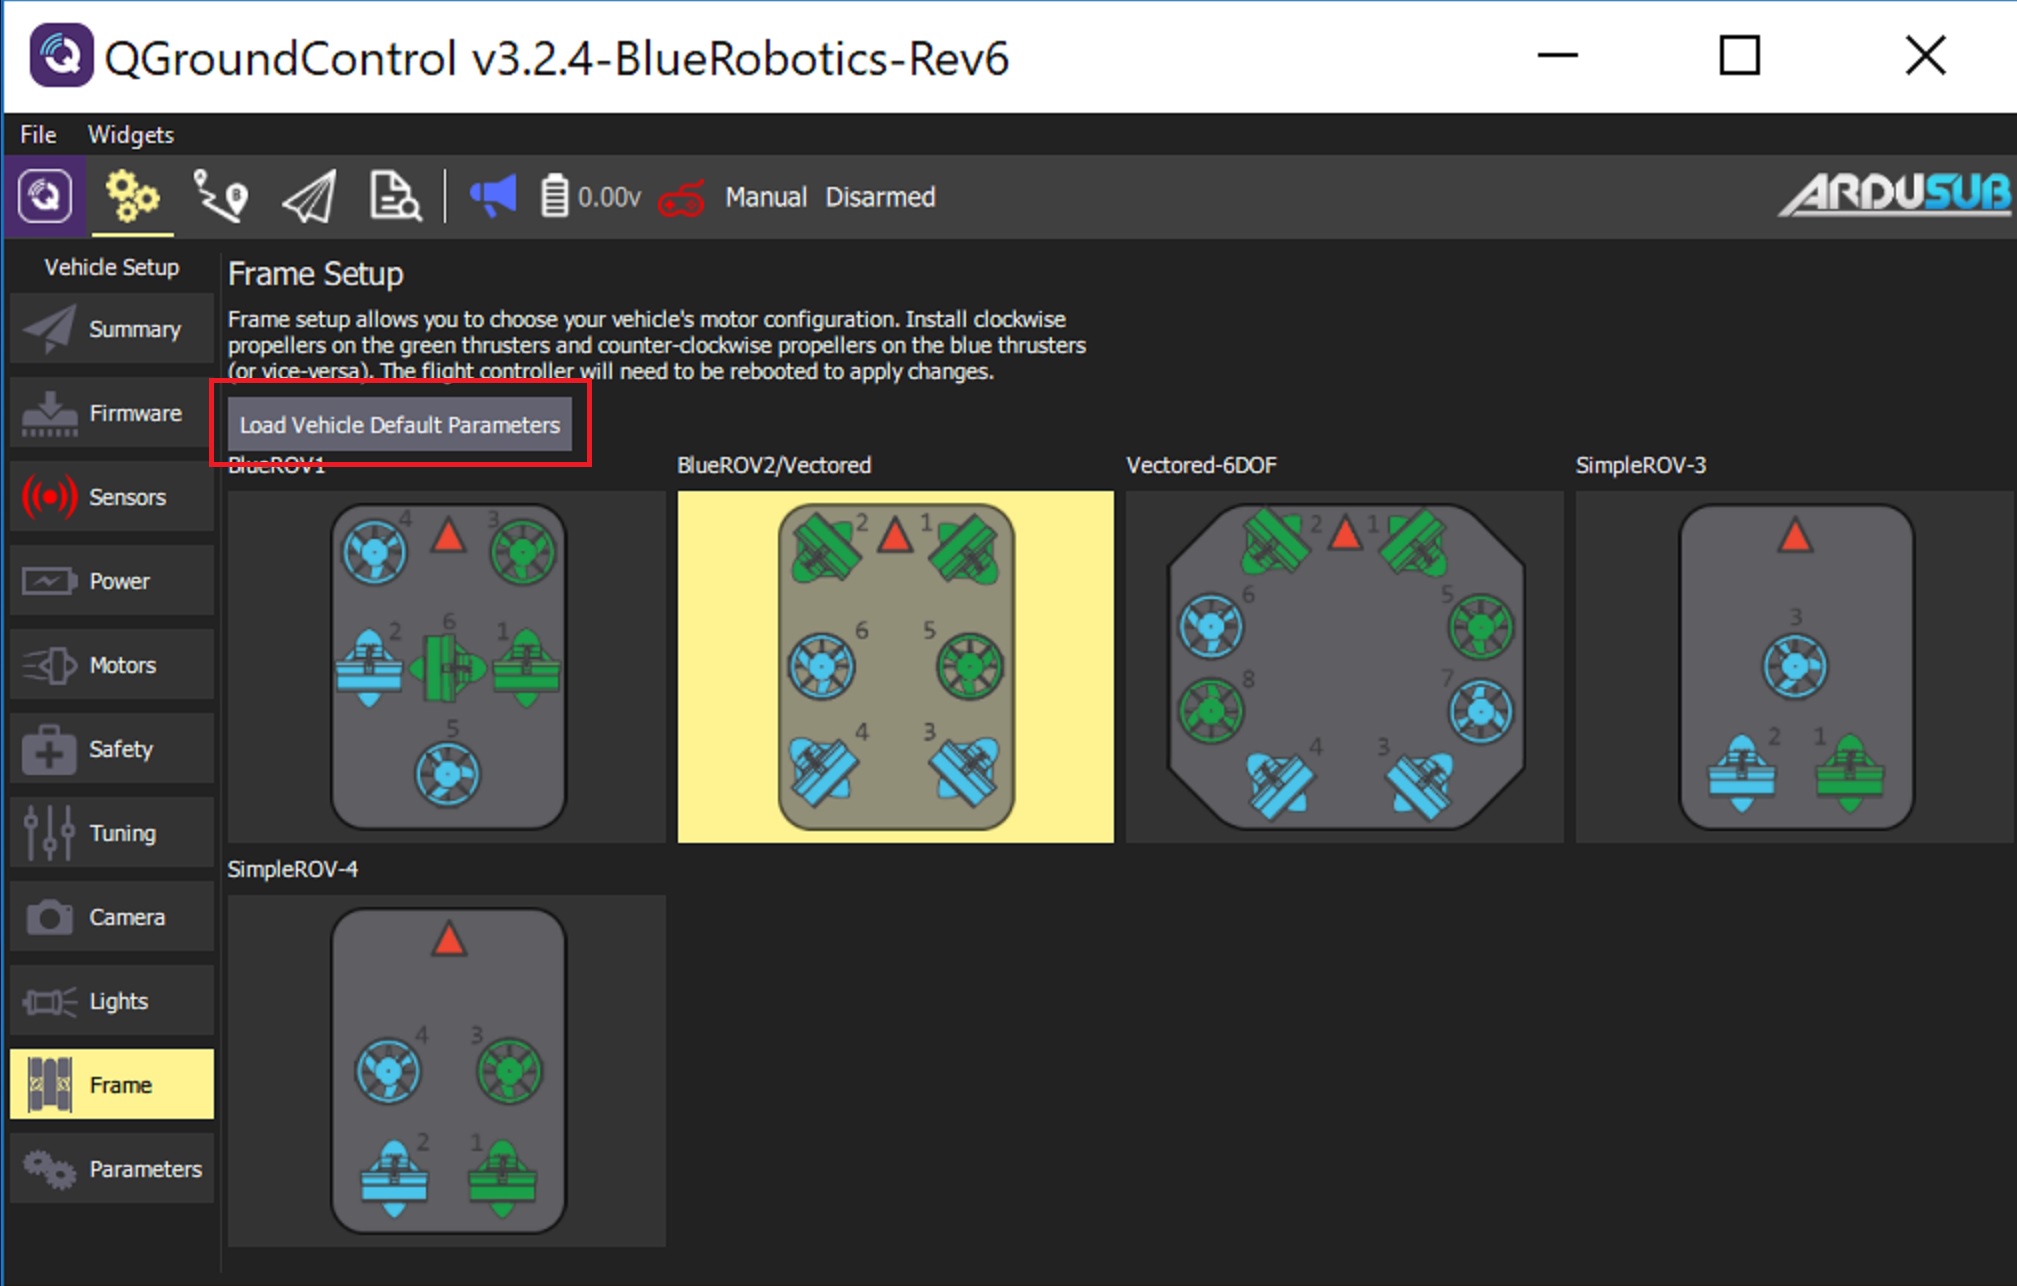 QGroundControl v3.2.4-BlueRobotics-Rev6
File Widgets
0.00v Manual Disarmed
ARDUSUB
Vehicle Setup
Summary
Firmware
Sensors
Power
Motors
Safety
Tuning
Camera
Lights
Frame
Parameters
Frame Setup
Frame setup allows you to choose your vehicle's motor configuration. Install clockwise
propellers on the green thrusters and counter-clockwise propellers on the blue thrusters
(or vice-versa). The flight controller will need to be rebooted to apply changes.
Load Vehicle Default Parameters
BlueROV1
4 3
2 6 1
5
BlueROV2/Vectored
2 1
6 5
4 3
Vectored-6DOF
2 1
6 5
8 7
4 3
SimpleROV-3
3
2 1
SimpleROV-4
4 3
2 1